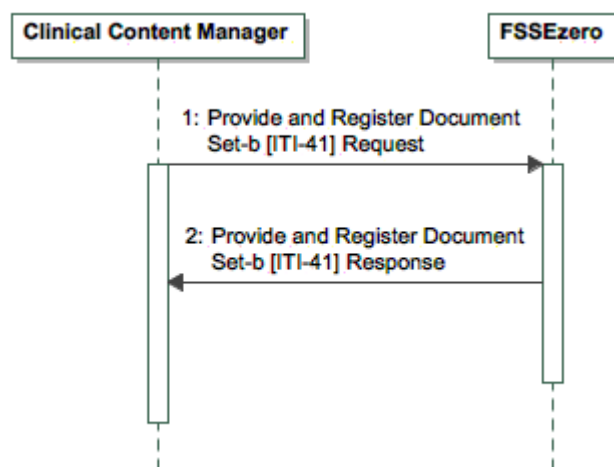 Clinical Content Manager
FSSEzero
1: Provide and Register Document
Set-b [ITI-41] Request
2: Provide and Register Document
Set-b [ITI-41] Response